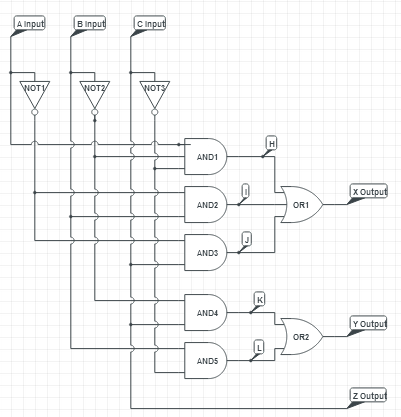 A Input
B Input
C Input
NOT1
NOT2
NOT3
AND1
H
AND2
I
OR1
X Output
AND3
J
AND4
K
OR2
Y Output
AND5
L
Z Output